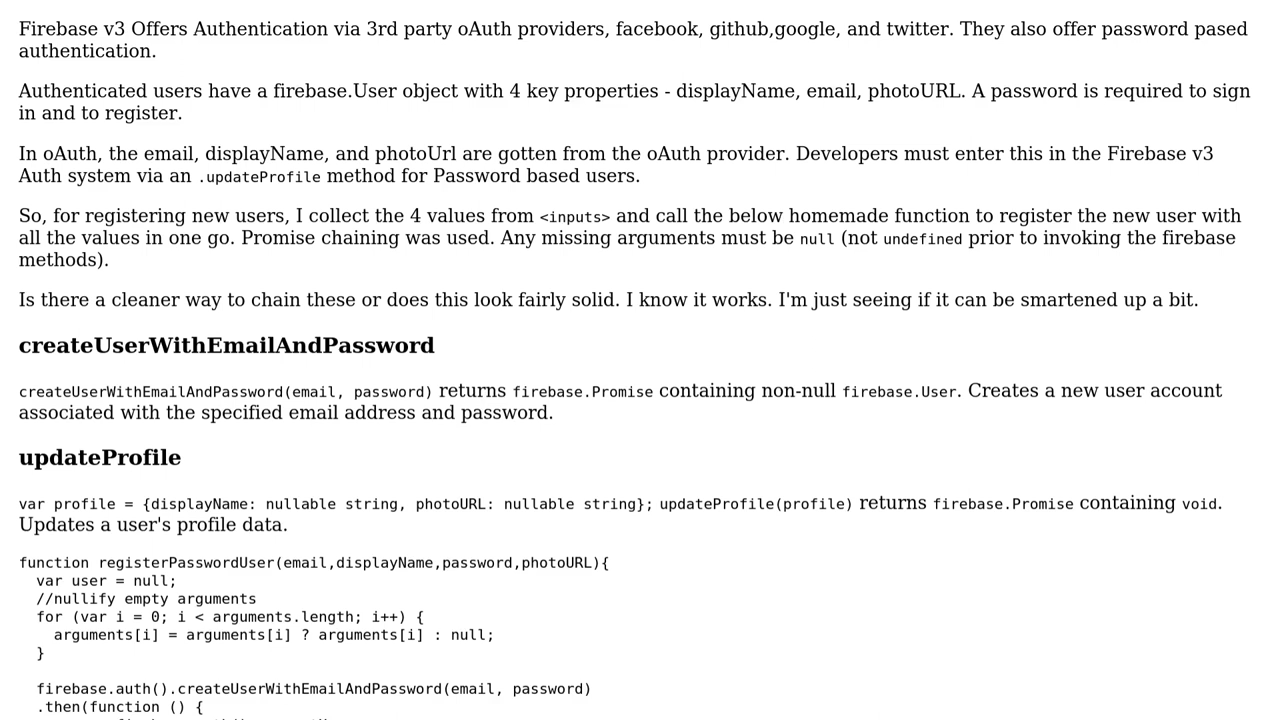 Firebase v3 Offers Authentication via 3rd party oAuth providers, facebook, github,google, and twitter. They also offer password pased
authentication.
Authenticated users have a firebase.User object with 4 key properties - displayName, email, photoURL. A password is required to sign
in and to register.
In oAuth, the email, displayName, and photoUrl are gotten from the oAuth provider. Developers must enter this in the Firebase v3
Auth system via an .updateProfile method for Password based users.
So, for registering new users, I collect the 4 values from <inputs> and call the below homemade function to register the new user with
all the values in one go. Promise chaining was used. Any missing arguments must be null (not undefined prior to invoking the firebase
methods).
Is there a cleaner way to chain these or does this look fairly solid. I know it works. I'm just seeing if it can be smartened up a bit.
createUserWithEmailAndPassword
createUserWithEmailAndPassword(email, password) returns firebase.Promise containing non-null firebase.User. Creates a new user account
associated with the specified email address and password.
updateProfile
var profile = {displayName: nullable string, photoURL: nullable string}; updateProfile(profile) returns firebase.Promise containing void.
Updates a user's profile data.
function registerPasswordUser(email,displayName,password,photoURL){
  var user = null;
  //nullify empty arguments
  for (var i = 0; i < arguments.length; i++) {
    arguments[i] = arguments[i] ? arguments[i] : null;
  }
  firebase.auth().createUserWithEmailAndPassword(email, password)
  .then(function () {